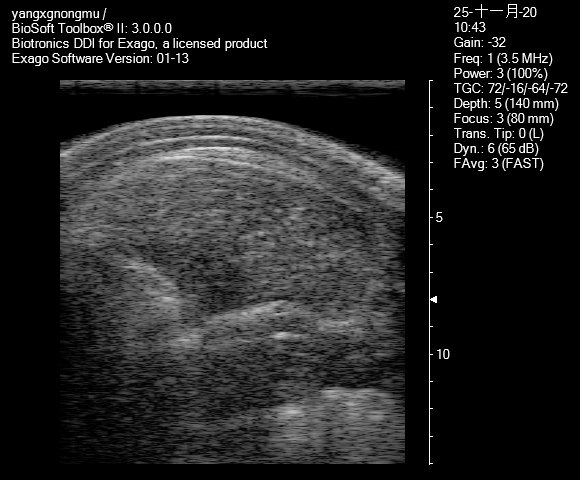 yangxgnongmu /
BioSoft Toolbox® II: 3.0.0.0
Biotronics DDI for Exago, a licensed product
Exago Software Version: 01-13
25-十一月-20
10:43
Gain: -32
Freq: 1 (3.5 MHz)
Power: 3 (100%)
TGC: 72/-16/-64/-72
Depth: 5 (140 mm)
Focus: 3 (80 mm)
Trans. Tip: 0 (L)
Dyn.: 6 (65 dB)
FAvg: 3 (FAST)
5
10